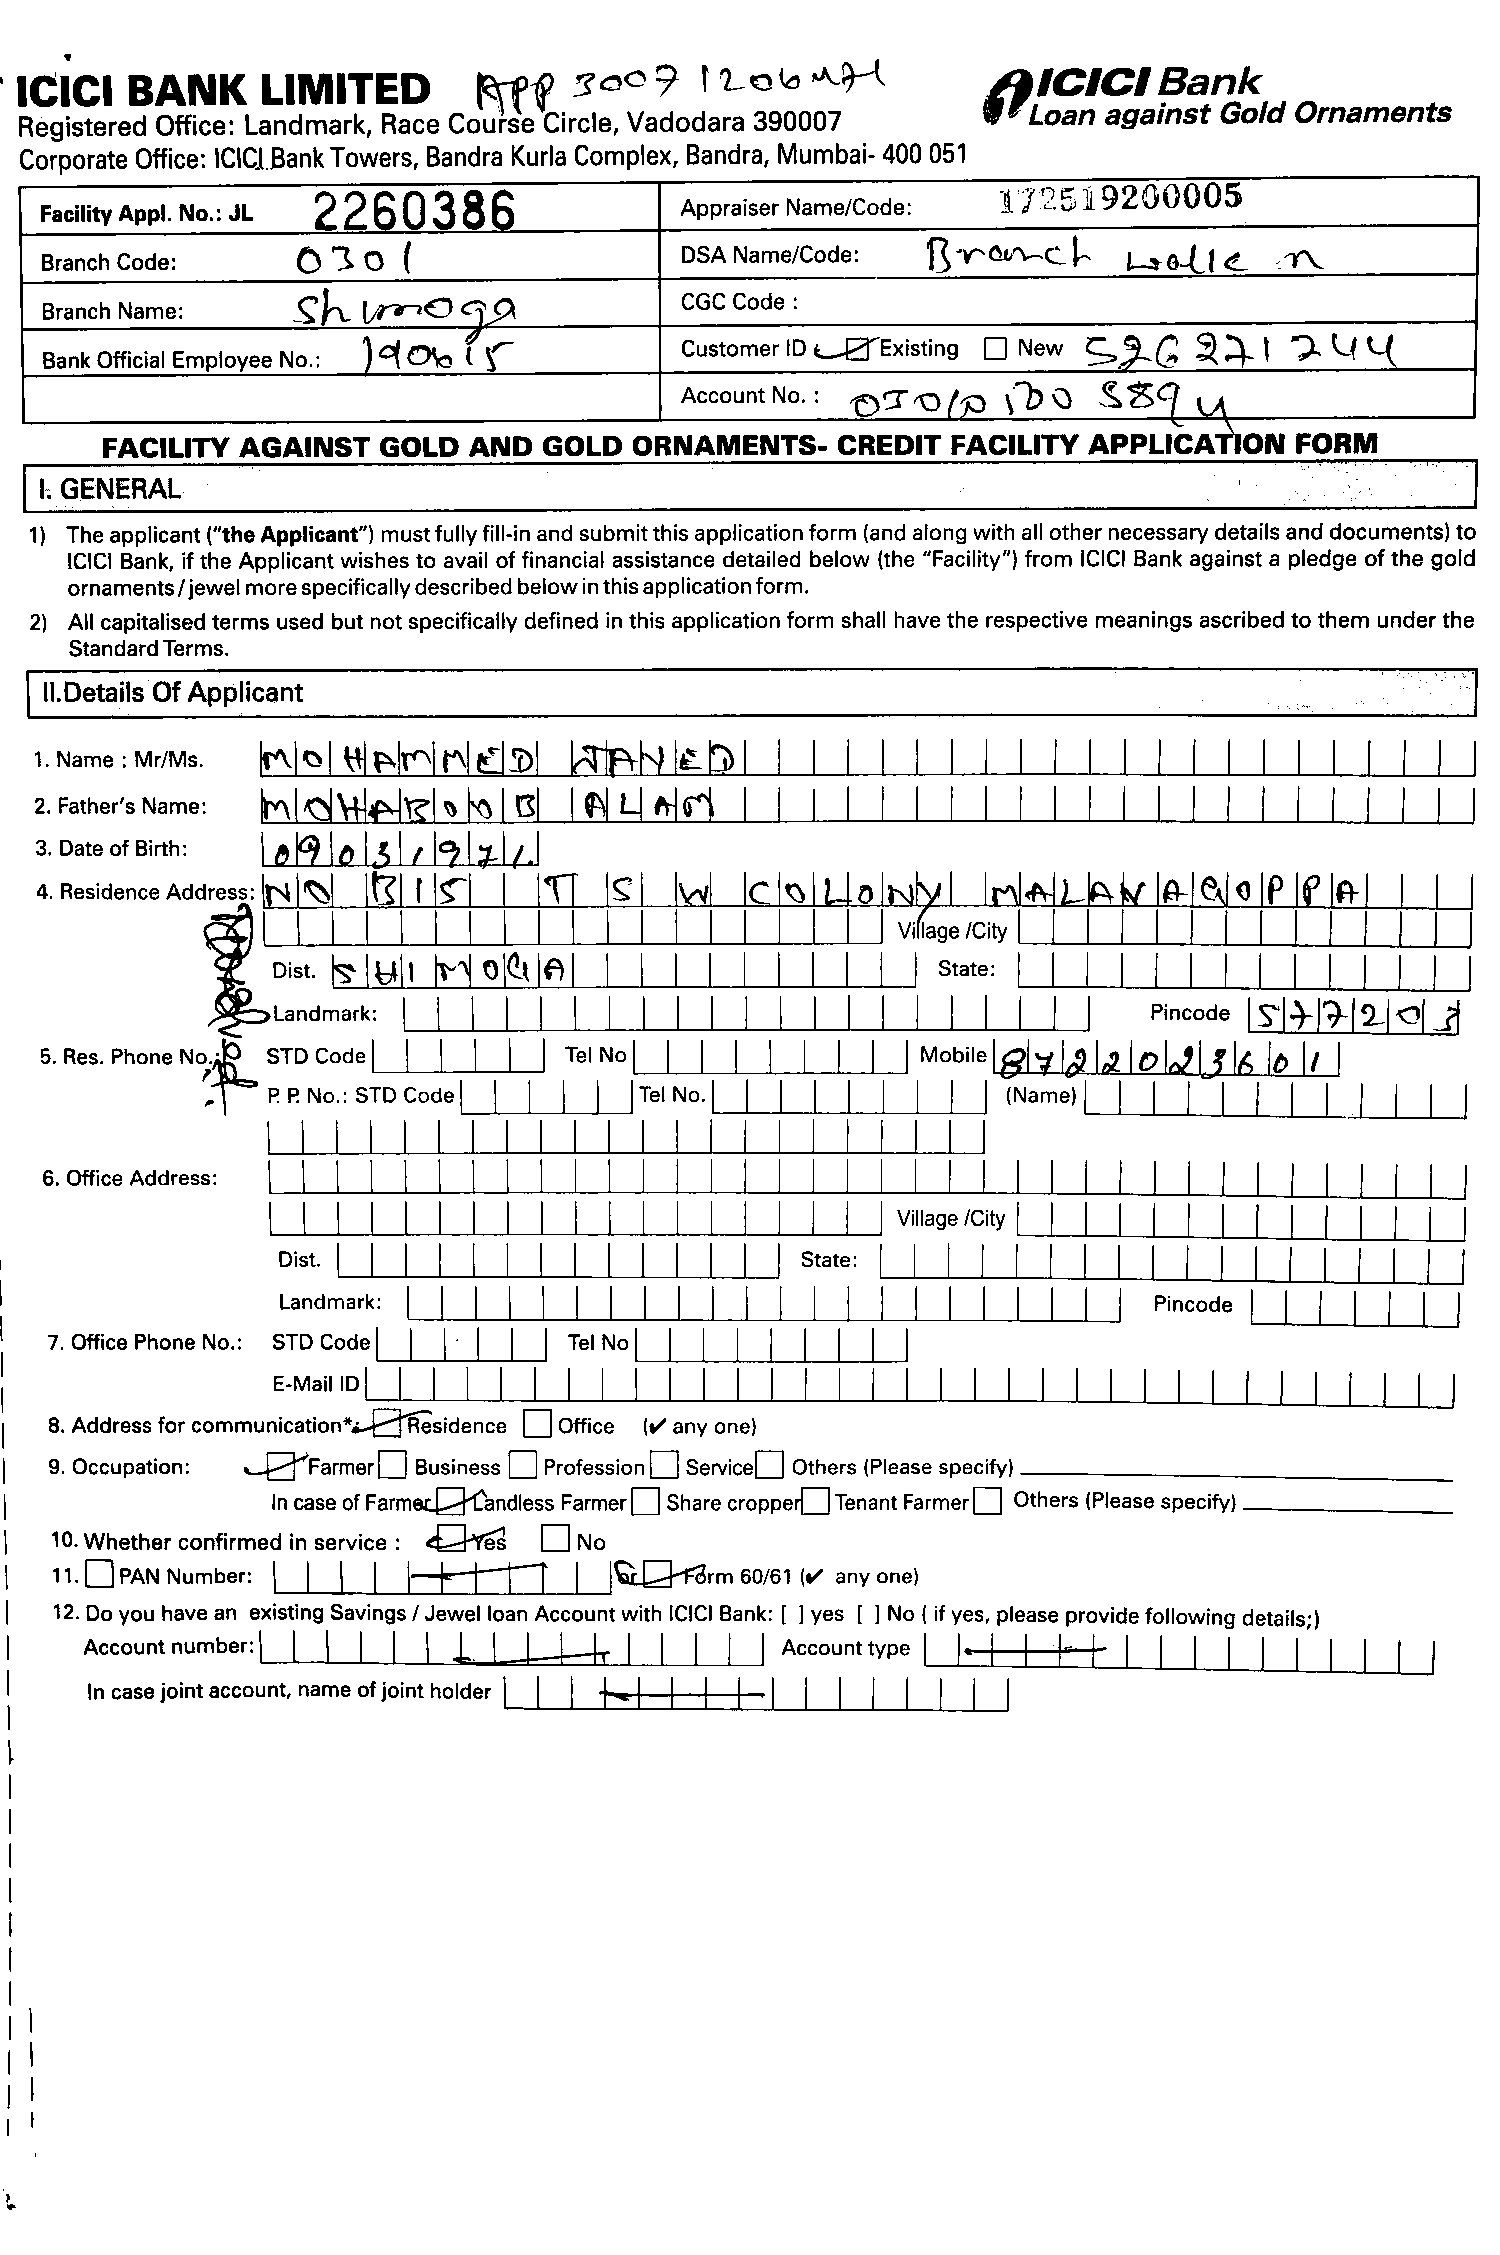 ICICI BANK LIMITED APP 30071206
ICICI Bank
Loan against Gold Ornaments
Registered Office: Landmark, Race Course Circle, Vadodara 390007
Corporate Office: ICICI Bank Towers, Bandra Kurla Complex, Bandra, Mumbai- 400 051
Facility Appl. No.: JL 2260386
Appraiser Name/Code: 172519200005
Branch Code: 0301
DSA Name/Code: Branch
Branch Name: Shimoga
CGC Code :
Bank Official Employee No.: 190615
Customer ID Existing New 526271244
Account No. :
FACILITY AGAINST GOLD AND GOLD ORNAMENTS- CREDIT FACILITY APPLICATION FORM
I. GENERAL
1) The applicant ("the Applicant") must fully fill-in and submit this application form (and along with all other necessary details and documents) to
ICICI Bank, if the Applicant wishes to avail of financial assistance detailed below (the "Facility") from ICICI Bank against a pledge of the gold
ornaments/jewel more specifically described below in this application form.
2) All capitalised terms used but not specifically defined in this application form shall have the respective meanings ascribed to them under the
Standard Terms.
II.Details Of Applicant
1. Name : Mr/Ms. MOHAMMED JAVED
2. Father's Name: MOHABOOB ALAM
3. Date of Birth: 09031971
4. Residence Address: NO B15 T S W COLONY MALANAGOPPA
Village /City
Dist. SHIMOGA State:
Landmark: Pincode 577203
5. Res. Phone No.: STD Code Tel No Mobile 8722023601
P. P. No.: STD Code Tel No. (Name)
6. Office Address:
Village /City
Dist. State:
Landmark: Pincode
7. Office Phone No.: STD Code Tel No
E-Mail ID
8. Address for communication*: Residence Office (✔ any one)
9. Occupation: Farmer Business Profession Service Others (Please specify)
In case of Farmer Landless Farmer Share cropper Tenant Farmer Others (Please specify)
10. Whether confirmed in service : Yes No
11. PAN Number: or Form 60/61 (✔ any one)
12. Do you have an existing Savings / Jewel loan Account with ICICI Bank: [ ] yes [ ] No ( if yes, please provide following details;)
Account number: Account type
In case joint account, name of joint holder